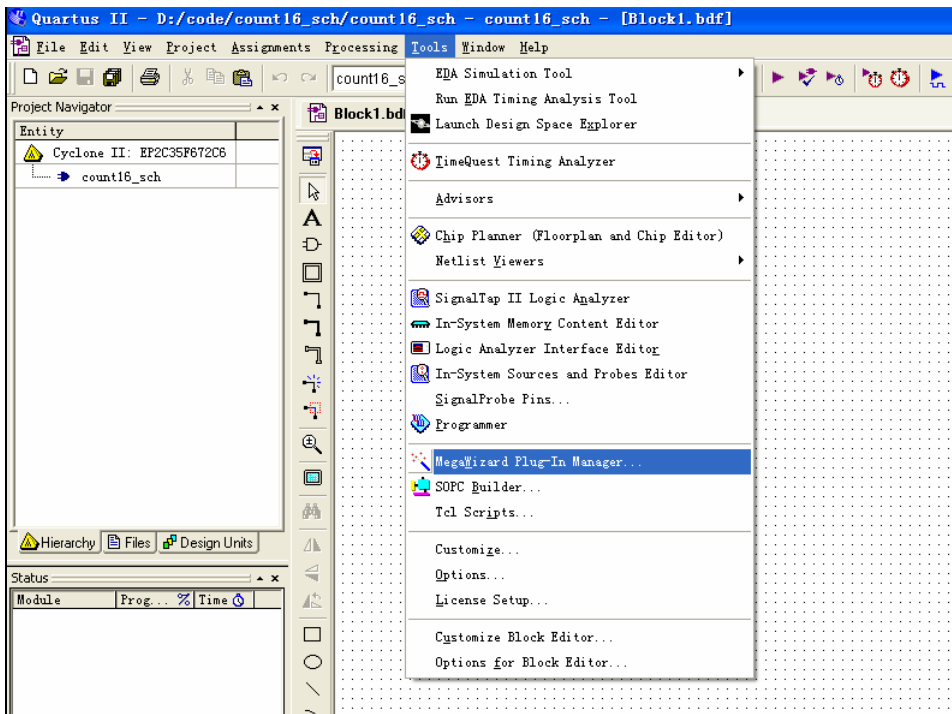 Quartus II - D:/code/count16_sch/count16_sch - count16_sch - [Block1.bdf]
File Edit View Project Assignments Processing Tools Window Help
count16_s
Project Navigator
Entity
Cyclone II: EP2C35F672C6
count16_sch
Hierarchy Files Design Units
Status
Module Prog... % Time
Block1.bd
A
EDA Simulation Tool
Run EDA Timing Analysis Tool
Launch Design Space Explorer
TimeQuest Timing Analyzer
Advisors
Chip Planner (Floorplan and Chip Editor)
Netlist Viewers
SignalTap II Logic Analyzer
In-System Memory Content Editor
Logic Analyzer Interface Editor
In-System Sources and Probes Editor
SignalProbe Pins...
Programmer
MegaWizard Plug-In Manager...
SOPC Builder...
Tcl Scripts...
Customize...
Options...
License Setup...
Customize Block Editor...
Options for Block Editor...